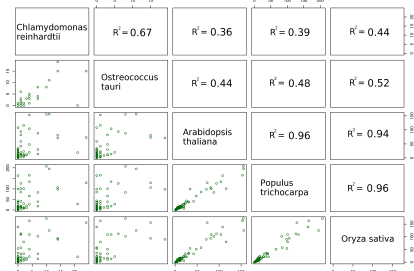 Chlamydomonas
reinhardtii
R² = 0.67
R² = 0.36
R² = 0.39
R² = 0.44
Ostreococcus
tauri
R² = 0.44
R² = 0.48
R² = 0.52
Arabidopsis
thaliana
R² = 0.96
R² = 0.94
Populus
trichocarpa
R² = 0.96
Oryza sativa